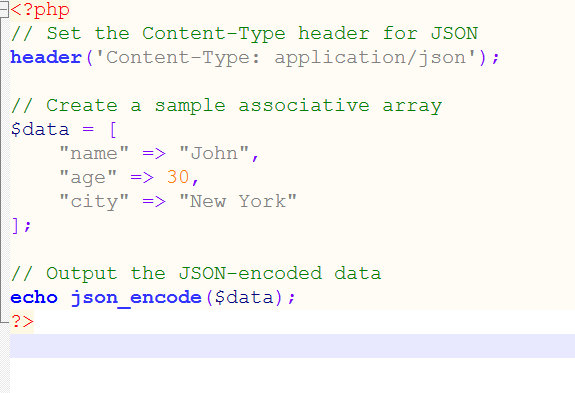 <?php
// Set the Content-Type header for JSON
header('Content-Type: application/json');
// Create a sample associative array
$data = [
    "name" => "John",
    "age" => 30,
    "city" => "New York"
];
// Output the JSON-encoded data
echo json_encode($data);
?>